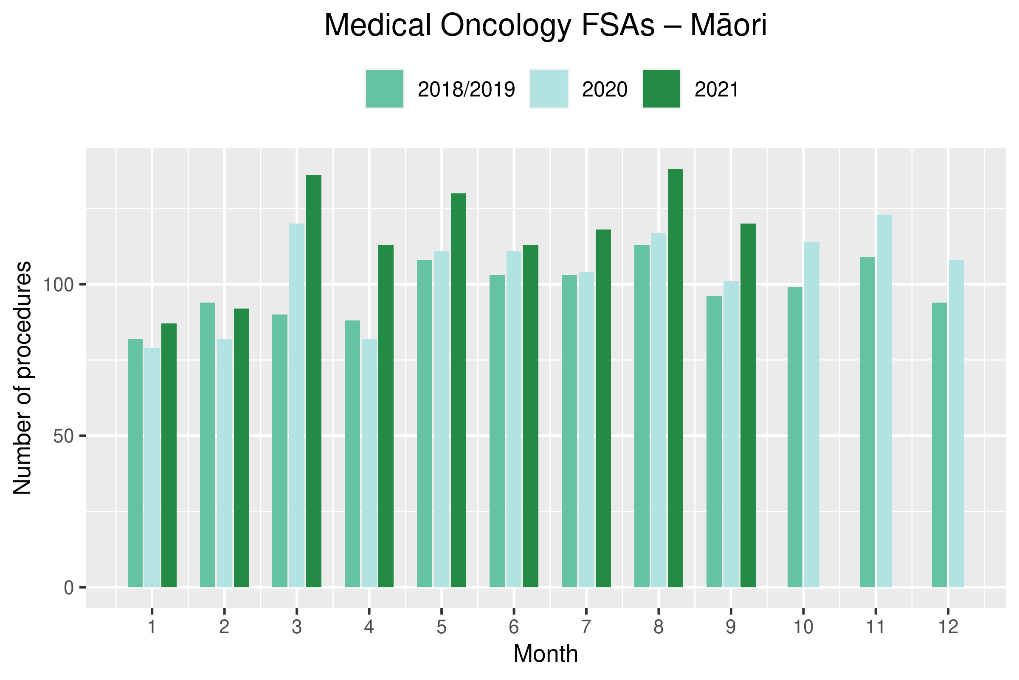 Medical Oncology FSAs – Māori
2018/2019 2020 2021
Number of procedures
100
50
0
1 2 3 4 5 6 7 8 9 10 11 12
Month